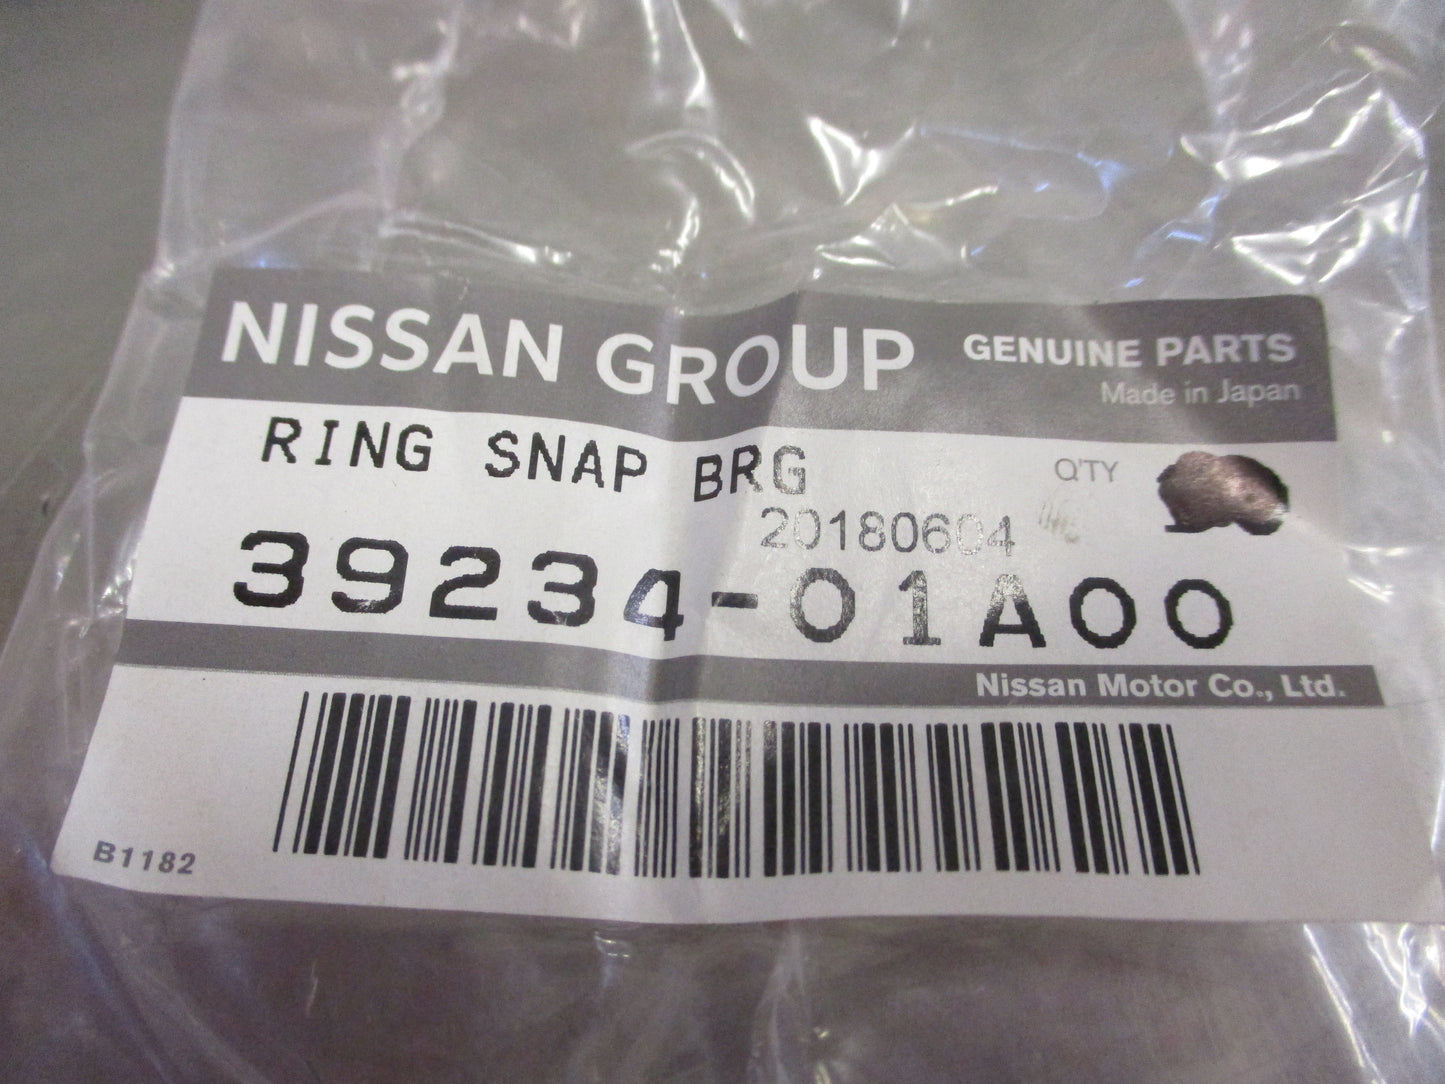 NISSAN GROUP
GENUINE PARTS
Made in Japan
RING SNAP BRG
Q'TY
20180604
39234-01A00
Nissan Motor Co., Ltd.
B1182